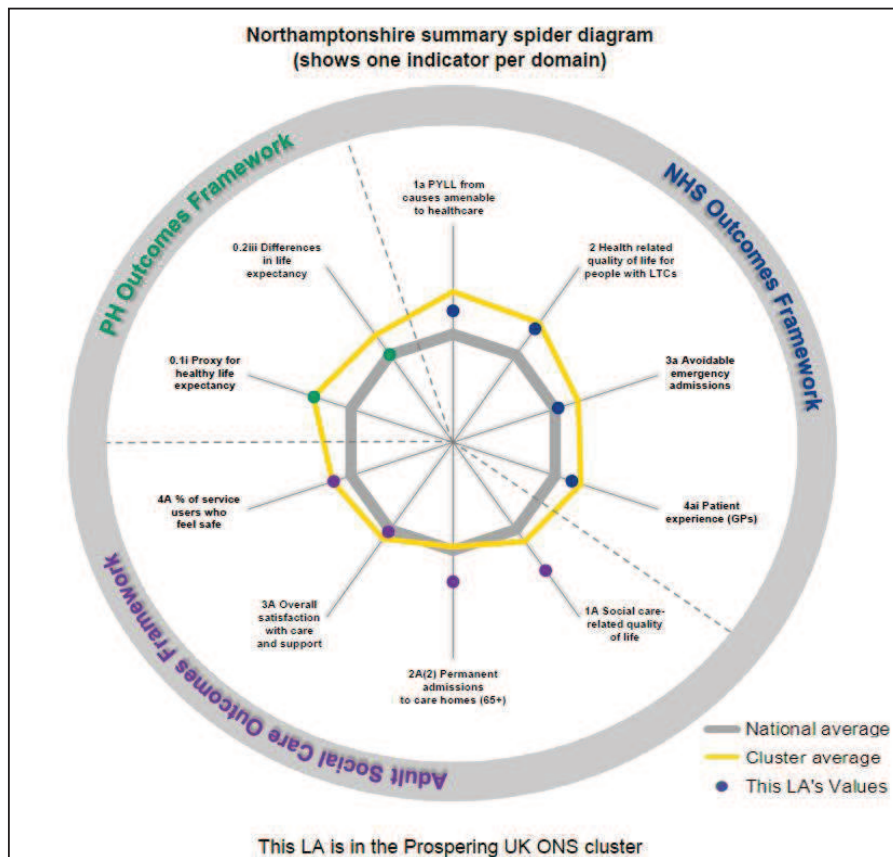 Northamptonshire summary spider diagram
(shows one indicator per domain)
PH Outcomes Framework
NHS Outcomes Framework
1a PYLL from
causes amenable
to healthcare
0.2iii Differences
in life
expectancy
2 Health related
quality of life for
people with LTCs
0.1i Proxy for
healthy life
expectancy
3a Avoidable
emergency
admissions
4A % of service
users who
feel safe
4ai Patient
experience (GPs)
3A Overall
satisfaction
with care
and support
1A Social care-
related quality
of life
2A(2) Permanent
admissions
to care homes (65+)
Adult Social Care Outcomes Framework
National average
Cluster average
This LA's Values
This LA is in the Prospering UK ONS cluster